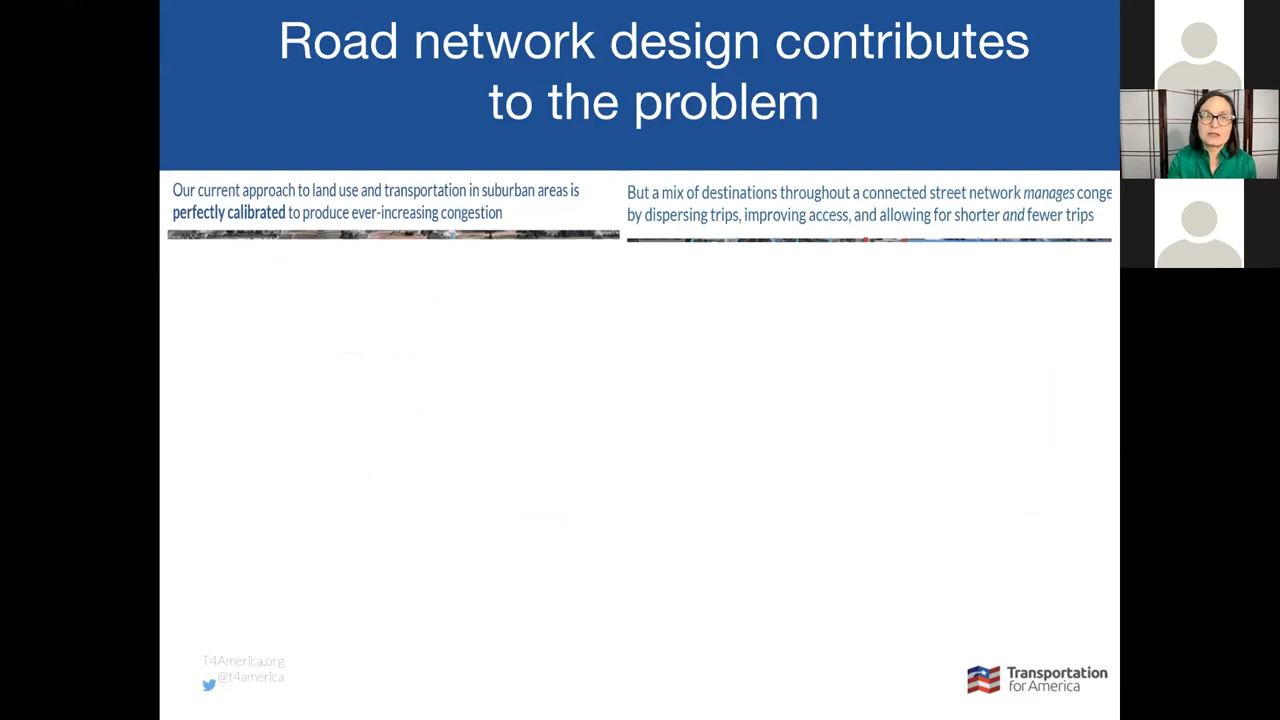 Road network design contributes
to the problem
Our current approach to land use and transportation in suburban areas is
perfectly calibrated to produce ever-increasing congestion
But a mix of destinations throughout a connected street network manages conge
by dispersing trips, improving access, and allowing for shorter and fewer trips
T4America.org
@t4america
Transportation
for America